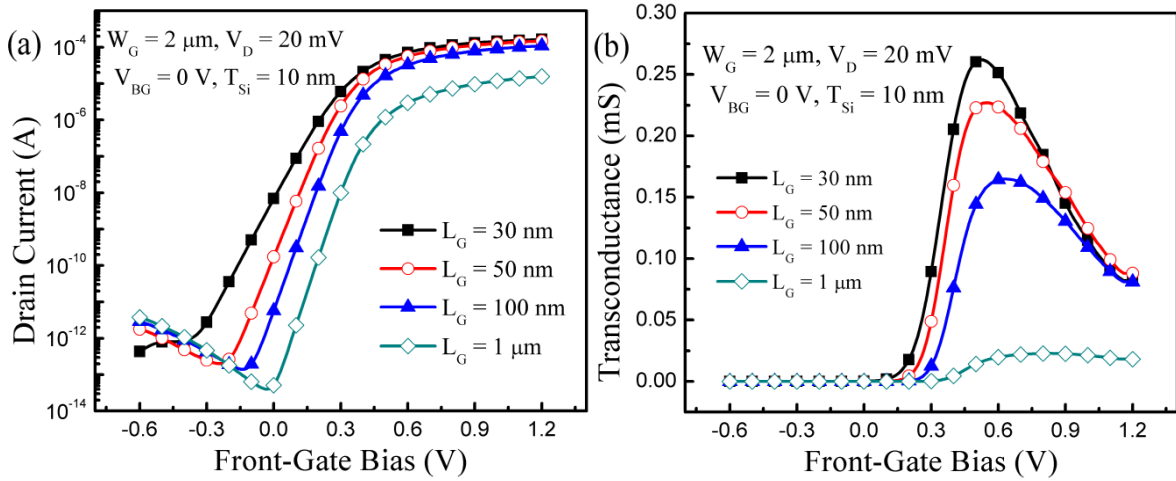 (a)
W_G = 2 μm, V_D = 20 mV
V_BG = 0 V, T_Si = 10 nm
L_G = 30 nm
L_G = 50 nm
L_G = 100 nm
L_G = 1 μm
Drain Current (A)
10^-4
10^-6
10^-8
10^-10
10^-12
10^-14
-0.6
-0.3
0.0
0.3
0.6
0.9
1.2
Front-Gate Bias (V)
(b)
W_G = 2 μm, V_D = 20 mV
V_BG = 0 V, T_Si = 10 nm
L_G = 30 nm
L_G = 50 nm
L_G = 100 nm
L_G = 1 μm
Transconductance (mS)
0.30
0.25
0.20
0.15
0.10
0.05
0.00
-0.6
-0.3
0.0
0.3
0.6
0.9
1.2
Front-Gate Bias (V)